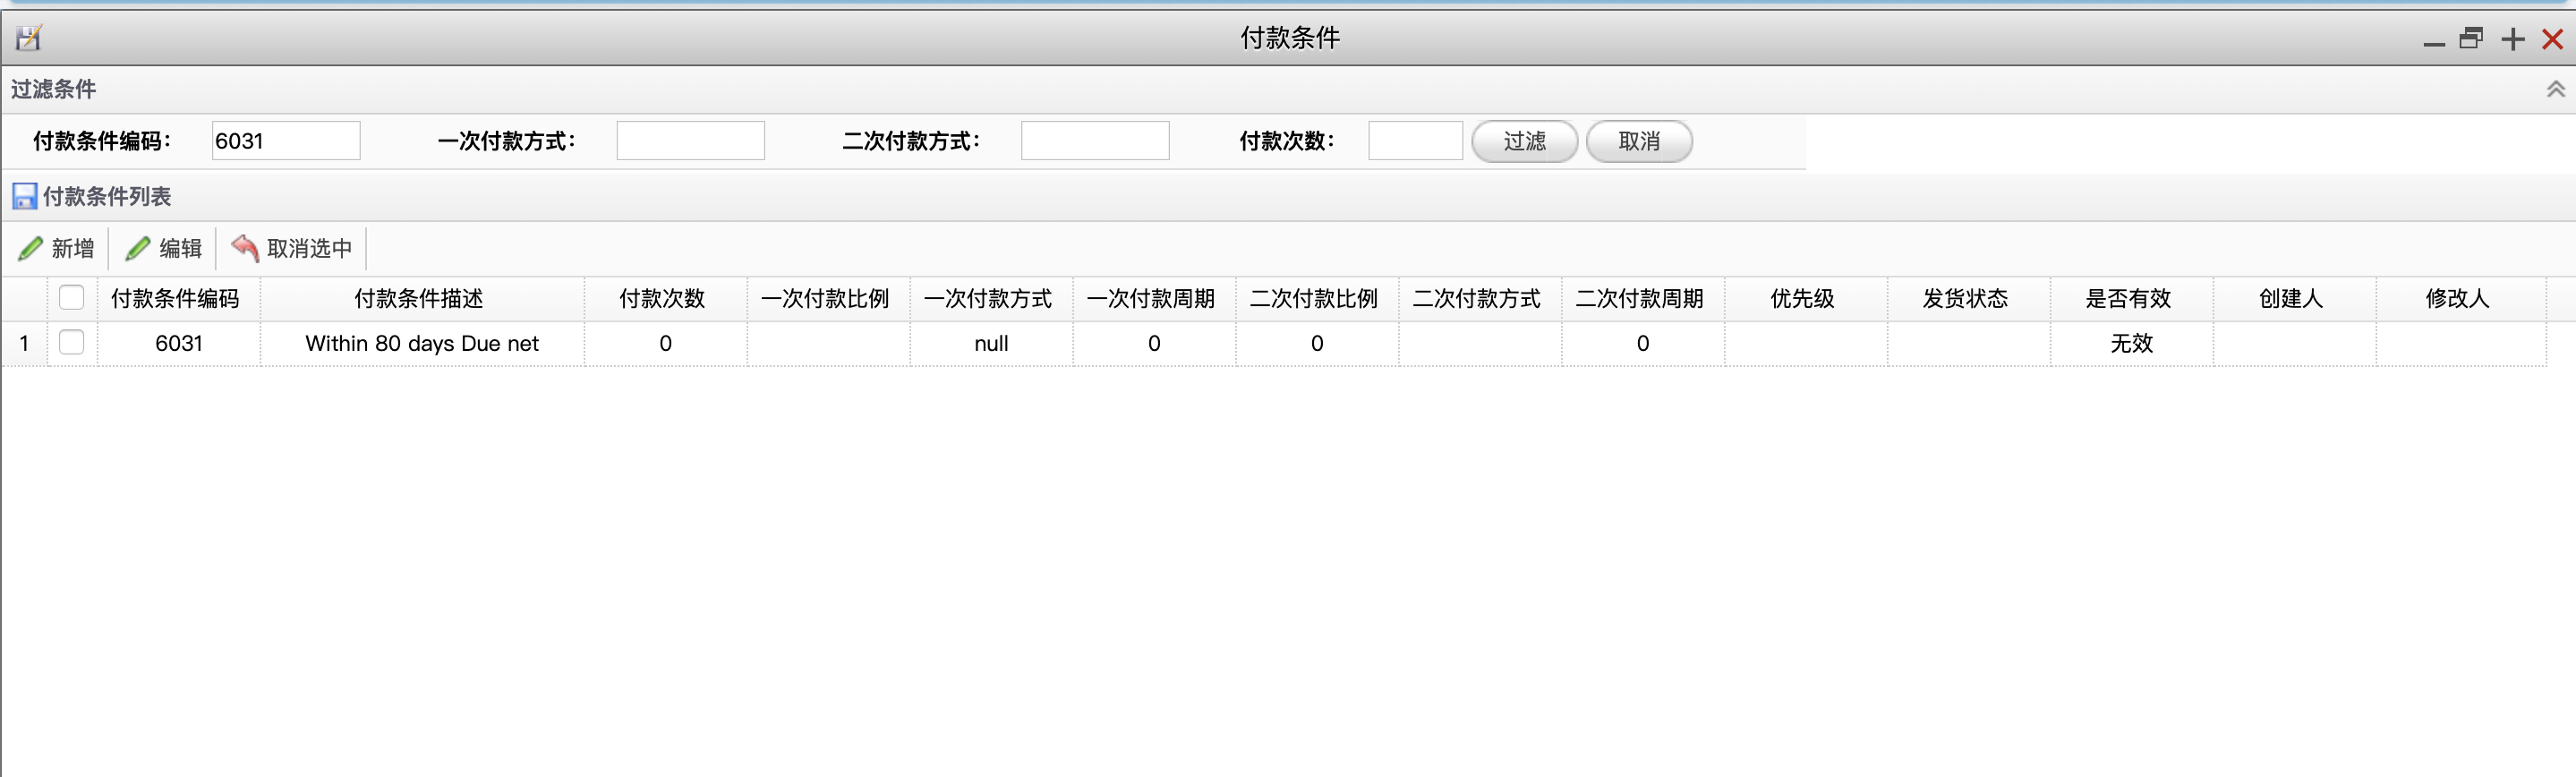 付款条件
过滤条件
付款条件编码： 6031 一次付款方式： 二次付款方式： 付款次数： 过滤 取消
付款条件列表
新增 编辑 取消选中
付款条件编码 付款条件描述 付款次数 一次付款比例 一次付款方式 一次付款周期 二次付款比例 二次付款方式 二次付款周期 优先级 发货状态 是否有效 创建人 修改人
1 6031 Within 80 days Due net 0 null 0 0 0 无效